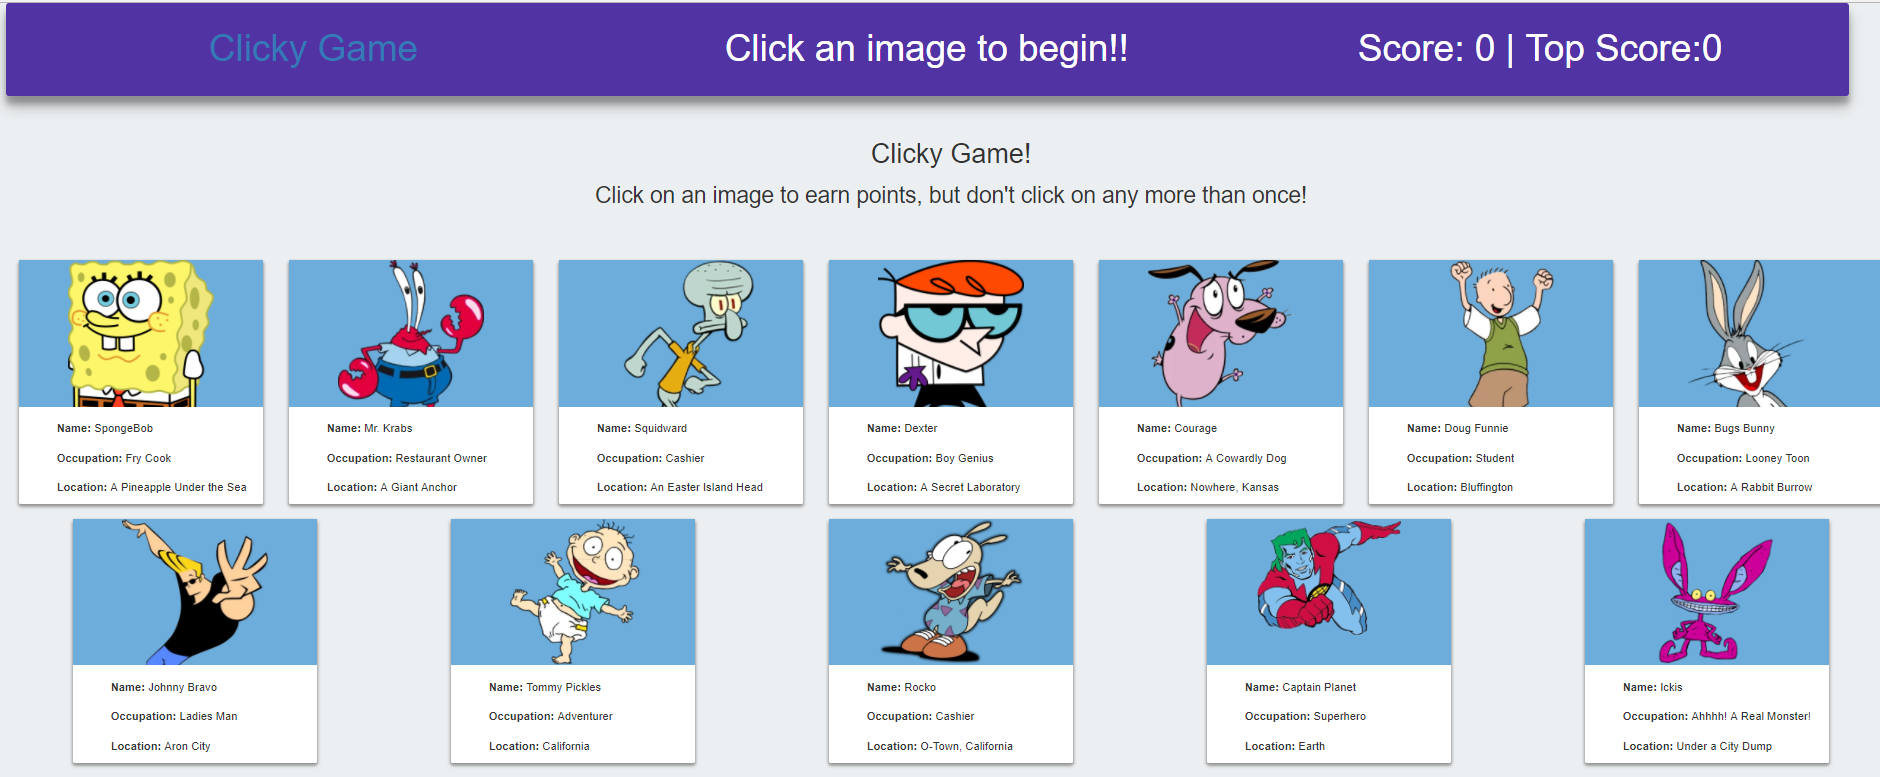 Clicky Game
Click an image to begin!!
Score: 0 | Top Score:0
Clicky Game!
Click on an image to earn points, but don't click on any more than once!
Name: SpongeBob
Occupation: Fry Cook
Location: A Pineapple Under the Sea
Name: Mr. Krabs
Occupation: Restaurant Owner
Location: A Giant Anchor
Name: Squidward
Occupation: Cashier
Location: An Easter Island Head
Name: Dexter
Occupation: Boy Genius
Location: A Secret Laboratory
Name: Courage
Occupation: A Cowardly Dog
Location: Nowhere, Kansas
Name: Doug Funnie
Occupation: Student
Location: Bluffington
Name: Bugs Bunny
Occupation: Looney Toon
Location: A Rabbit Burrow
Name: Johnny Bravo
Occupation: Ladies Man
Location: Aron City
Name: Tommy Pickles
Occupation: Adventurer
Location: California
Name: Rocko
Occupation: Cashier
Location: O-Town, California
Name: Captain Planet
Occupation: Superhero
Location: Earth
Name: Ickis
Occupation: Ahhhh! A Real Monster!
Location: Under a City Dump